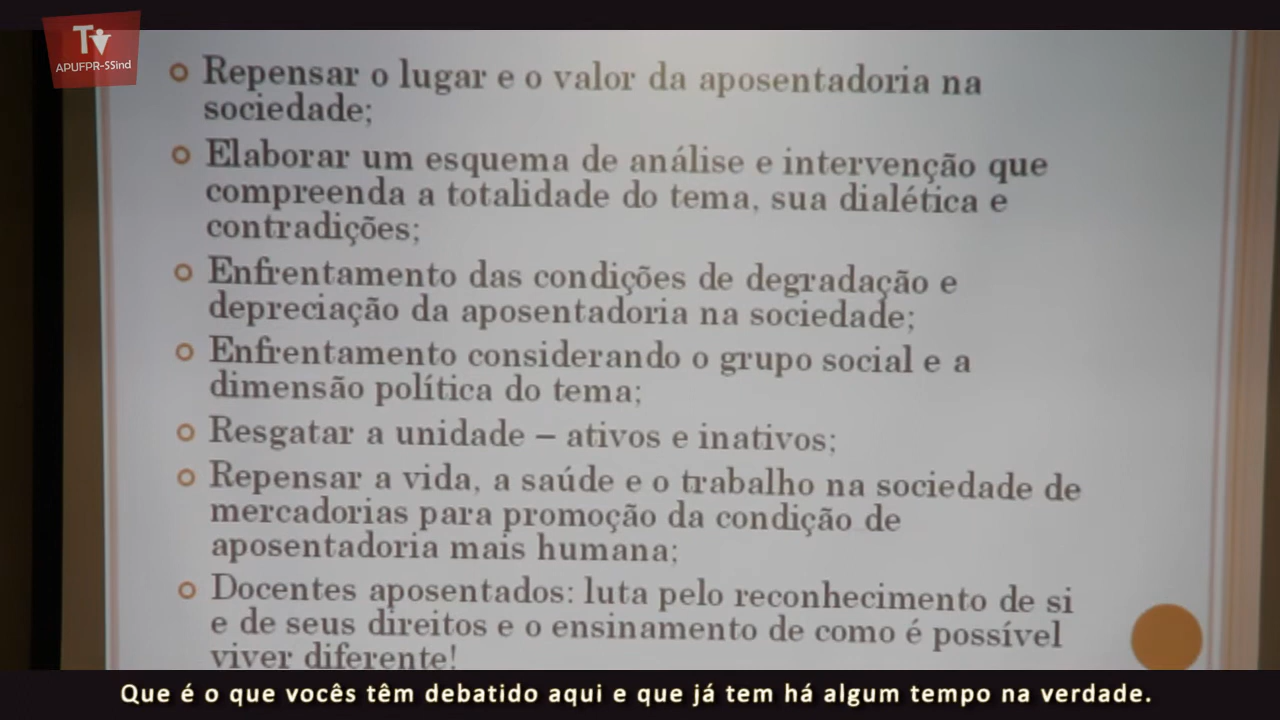 TV
APUFPR-SSind
Repensar o lugar e o valor da aposentadoria na
sociedade;
Elaborar um esquema de análise e intervenção que
compreenda a totalidade do tema, sua dialética e
contradições;
Enfrentamento das condições de degradação e
depreciação da aposentadoria na sociedade;
Enfrentamento considerando o grupo social e a
dimensão política do tema;
Resgatar a unidade – ativos e inativos;
Repensar a vida, a saúde e o trabalho na sociedade de
mercadorias para promoção da condição de
aposentadoria mais humana;
Docentes aposentados: luta pelo reconhecimento de si
e de seus direitos e o ensinamento de como é possível
viver diferente!
Que é o que vocês têm debatido aqui e que já tem há algum tempo na verdade.